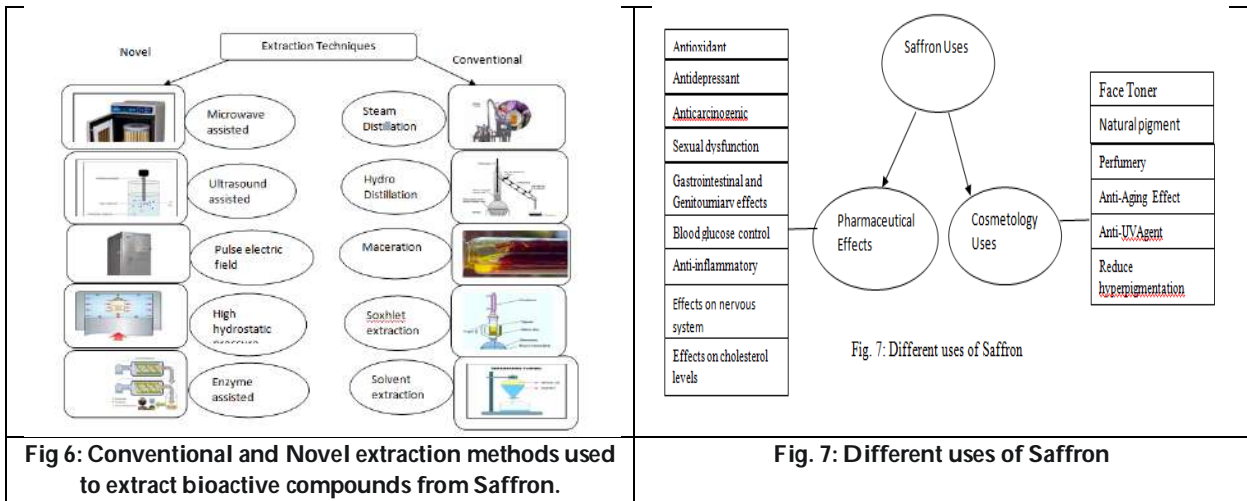 Novel
Extraction Techniques
Conventional
Microwave
assisted
Steam
Distillation
Ultrasound
assisted
Hydro
Distillation
Pulse electric
field
Maceration
High
hydrostatic
pressure
Soxhlet
extraction
Enzyme
assisted
Solvent
extraction
Fig 6: Conventional and Novel extraction methods used
to extract bioactive compounds from Saffron.
Antioxidant
Antidepressant
Anticarcinogenic
Sexual dysfunction
Gastrointestinal and
Genitoumiary effects
Blood glucose control
Anti-inflammatory
Effects on nervous
system
Effects on cholesterol
levels
Saffron Uses
Pharmaceutical
Effects
Cosmetology
Uses
Face Toner
Natural pigment
Perfumery
Anti-Aging Effect
Anti-UVAgent
Reduce
hyperpigmentation
Fig. 7: Different uses of Saffron
Fig. 7: Different uses of Saffron